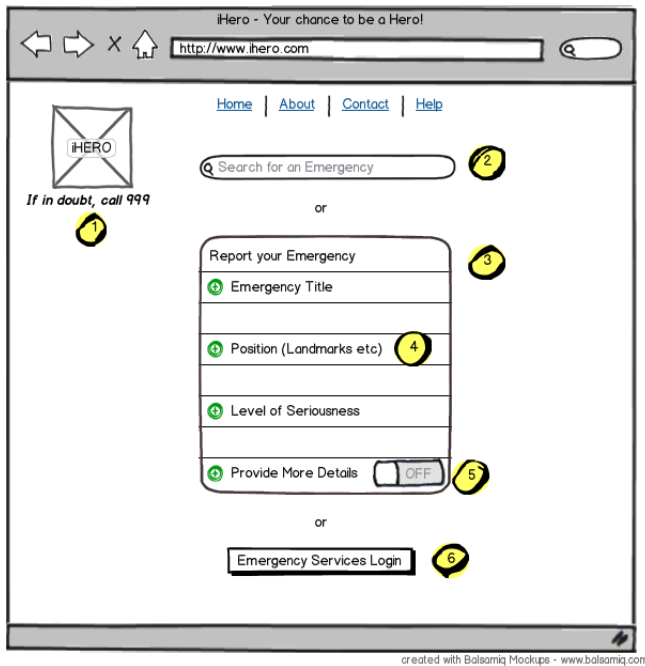 iHero - Your chance to be a Hero!
http://www.ihero.com
Home | About | Contact | Help
iHERO
If in doubt, call 999
1
Search for an Emergency
2
or
Report your Emergency
3
Emergency Title
Position (Landmarks etc)
4
Level of Seriousness
Provide More Details
OFF
5
or
Emergency Services Login
6
created with Balsamiq Mockups - www.balsamiq.com